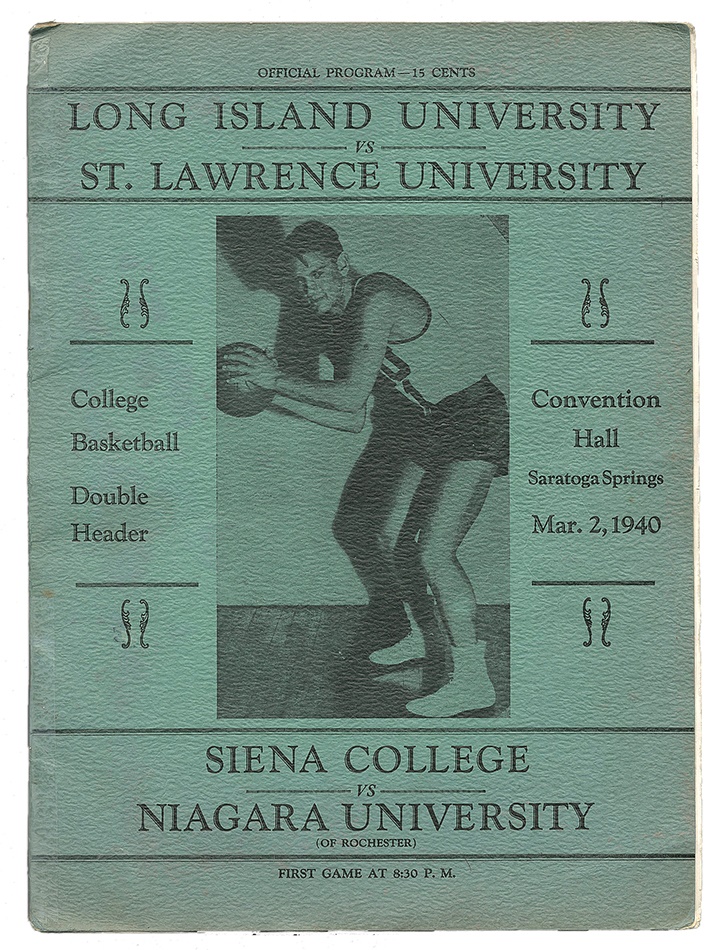 OFFICIAL PROGRAM—15 CENTS
LONG ISLAND UNIVERSITY
VS
ST. LAWRENCE UNIVERSITY
College
Basketball
Double
Header
Convention
Hall
Saratoga Springs
Mar. 2, 1940
SIENA COLLEGE
VS
NIAGARA UNIVERSITY
(OF ROCHESTER)
FIRST GAME AT 8:30 P. M.